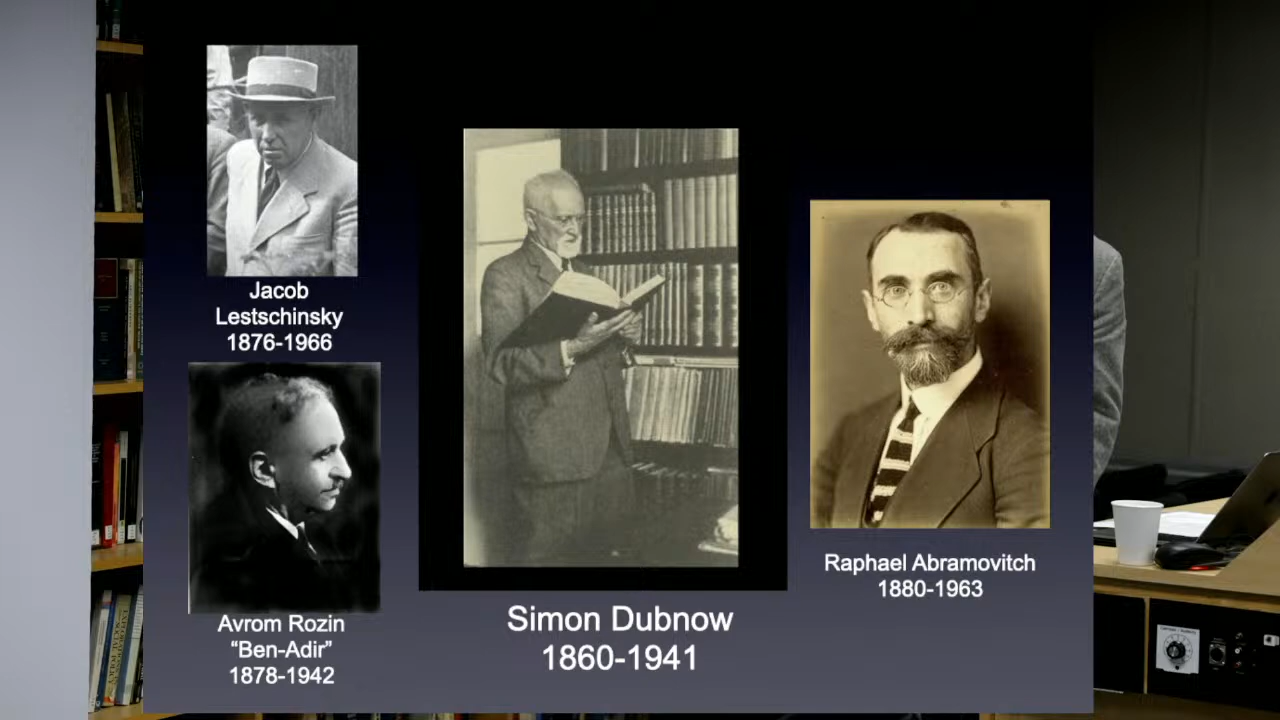 Jacob
Lestschinsky
1876-1966
Avrom Rozin
“Ben-Adir”
1878-1942
Simon Dubnow
1860-1941
Raphael Abramovitch
1880-1963